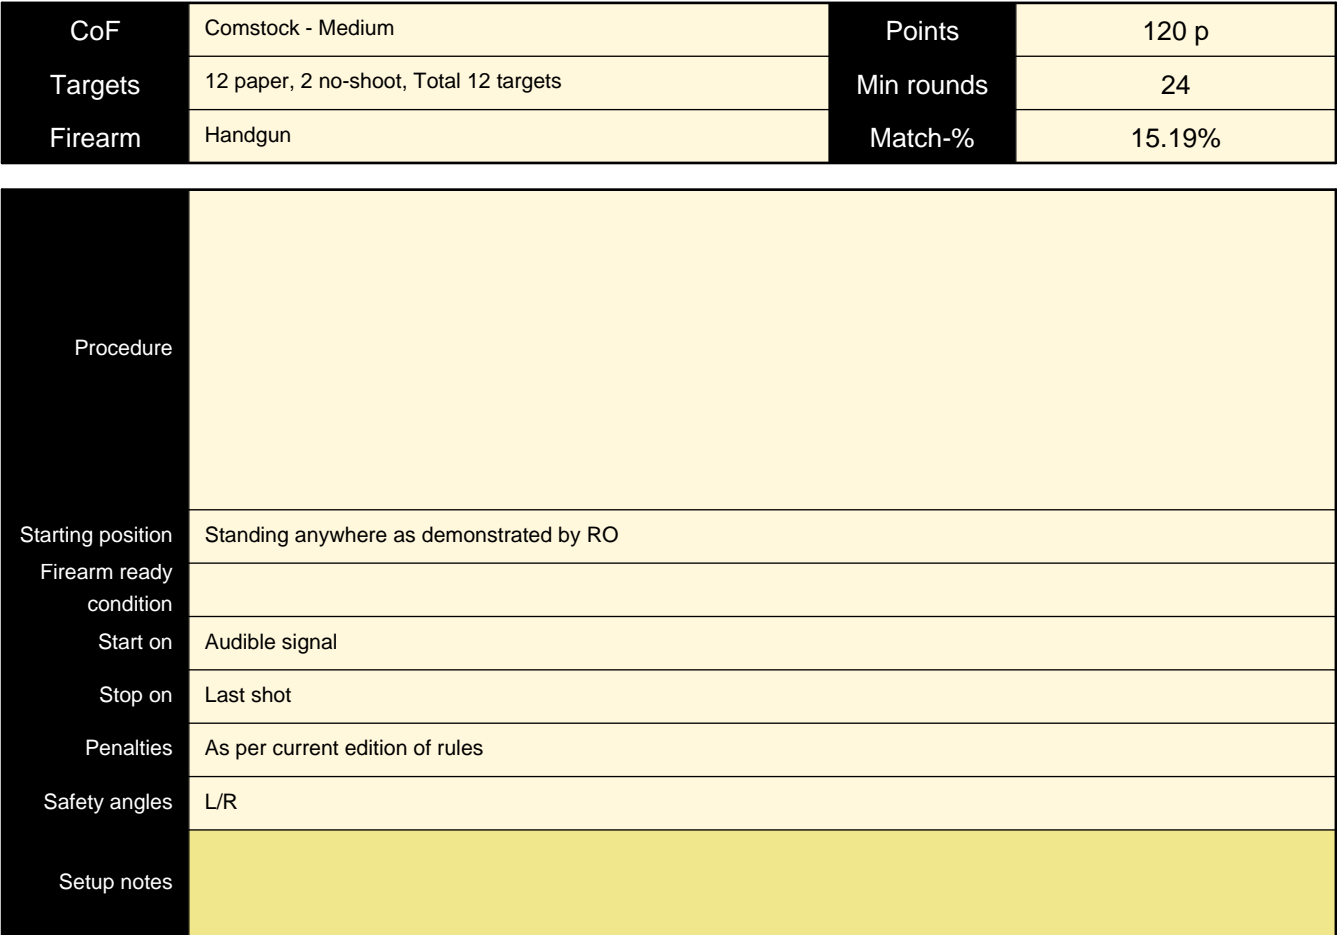 CoF Comstock - Medium Points 120 p
Targets 12 paper, 2 no-shoot, Total 12 targets Min rounds 24
Firearm Handgun Match-% 15.19%
Procedure
Starting position Standing anywhere as demonstrated by RO
Firearm ready
condition
Start on Audible signal
Stop on Last shot
Penalties As per current edition of rules
Safety angles L/R
Setup notes